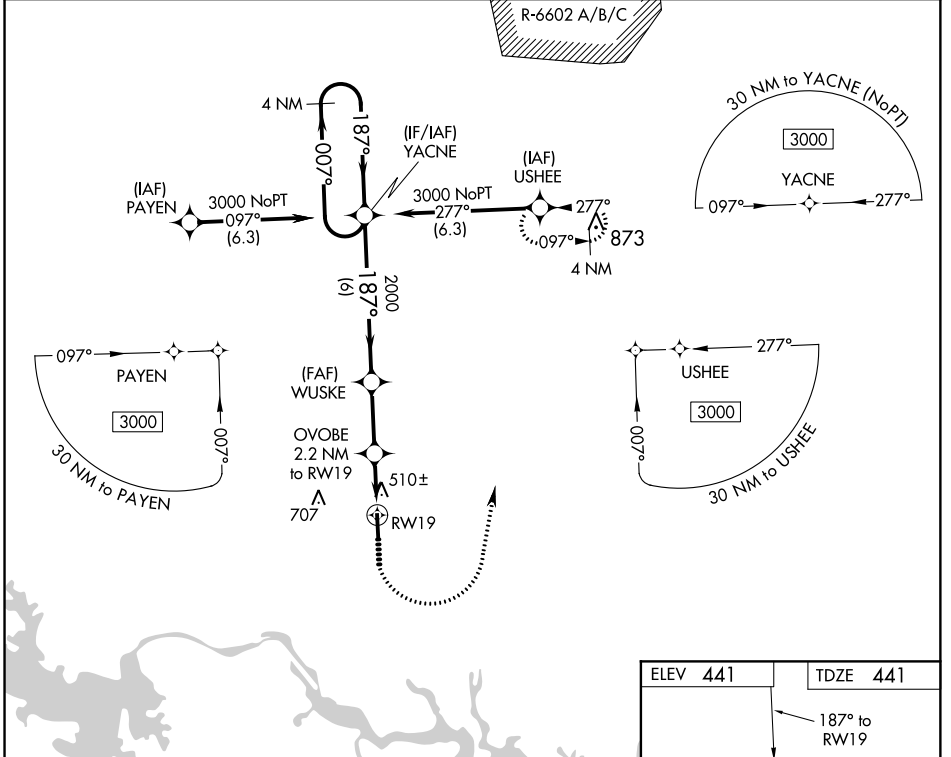 R-6602 A/B/C
30 NM to YACNE (NoPT)
3000
YACNE
097°
277°
4 NM
187°
007°
(IF/IAF)
YACNE
(IAF)
PAYEN
3000 NoPT
097°
(6.3)
(IAF)
USHEE
3000 NoPT
277°
(6.3)
277°
097°
873
4 NM
2000
187°
(6)
097°
PAYEN
3000
007°
30 NM to PAYEN
277°
USHEE
3000
007°
30 NM to USHEE
(FAF)
WUSKE
OVOBE
2.2 NM
to RW19
510±
707
RW19
ELEV 441
TDZE 441
187° to
RW19